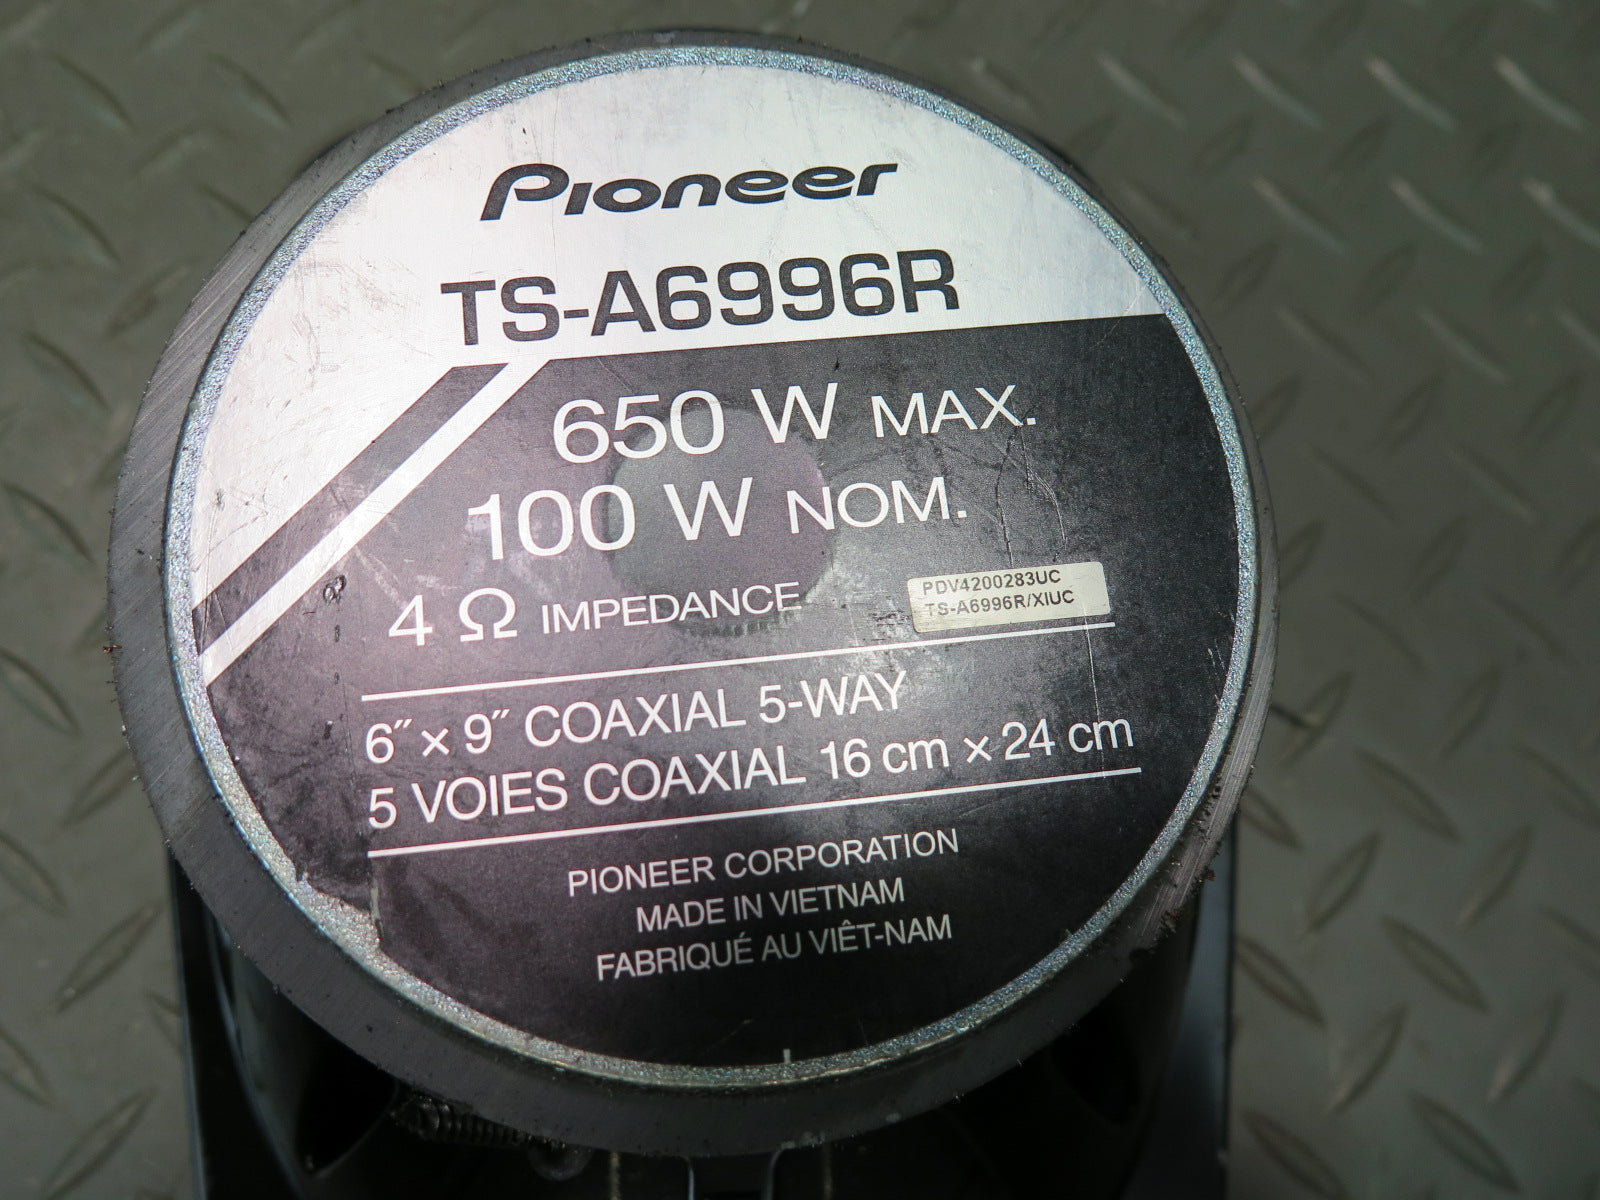 Pioneer
TS-A6996R
650 W MAX.
100 W NOM.
4 Ω IMPEDANCE
PDV4200283UC
TS-A6996R/XIUC
6″ × 9″ COAXIAL 5-WAY
5 VOIES COAXIAL 16 cm × 24 cm
PIONEER CORPORATION
MADE IN VIETNAM
FABRIQUÉ AU VIÊT-NAM